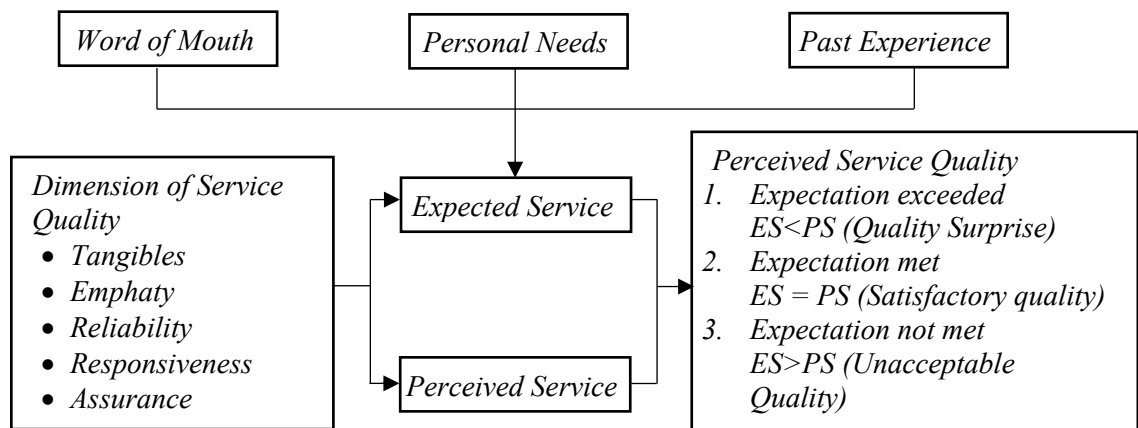 Word of Mouth
Personal Needs
Past Experience
Dimension of Service
Quality
• Tangibles
• Emphaty
• Reliability
• Responsiveness
• Assurance
Expected Service
Perceived Service
Perceived Service Quality
1. Expectation exceeded
ES<PS (Quality Surprise)
2. Expectation met
ES = PS (Satisfactory quality)
3. Expectation not met
ES>PS (Unacceptable
Quality)